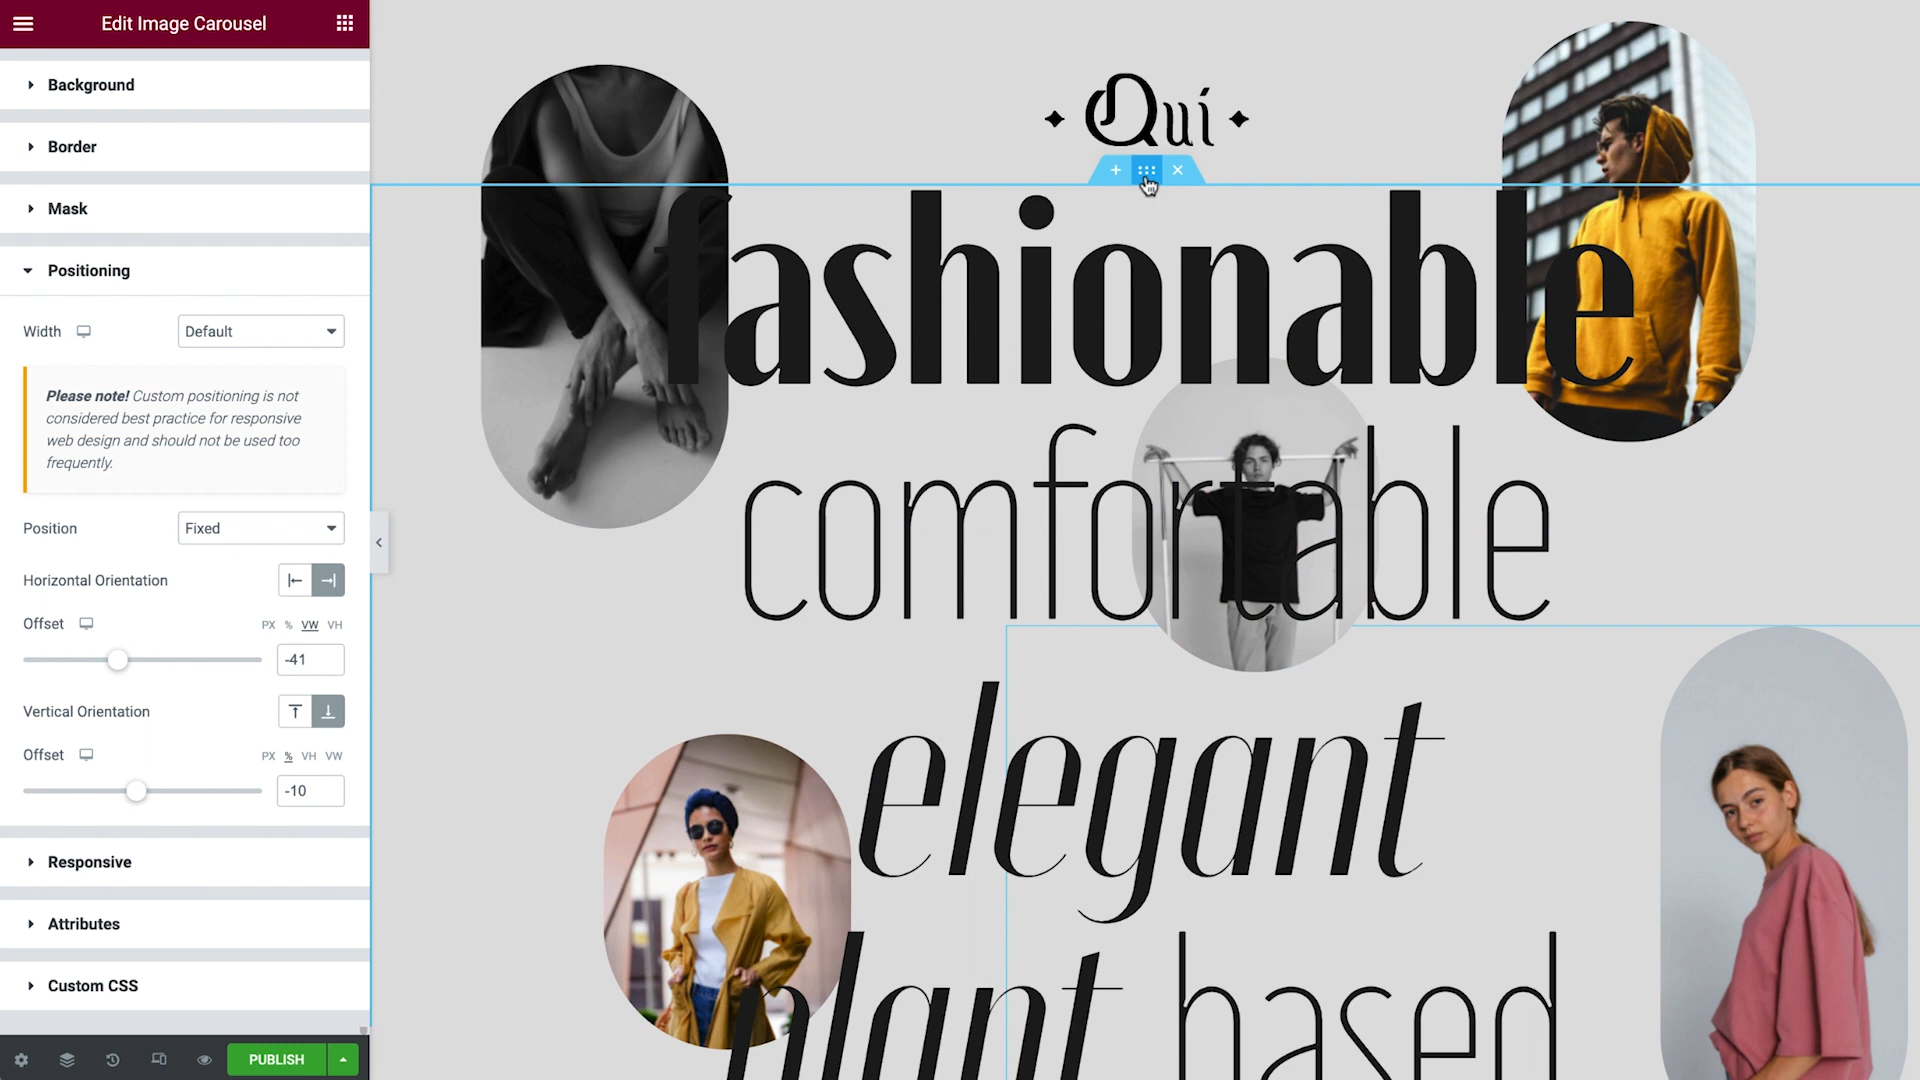 Edit Image Carousel
Background
Border
Mask
Positioning
Width
Default
Please note! Custom positioning is not
considered best practice for responsive
web design and should not be used too
frequently.
Position
Fixed
Horizontal Orientation
Offset
PX % VW VH
-41
Vertical Orientation
Offset
PX % VH VW
-10
Responsive
Attributes
Custom CSS
PUBLISH
Quí
fashionable
comfortable
elegant
plant based